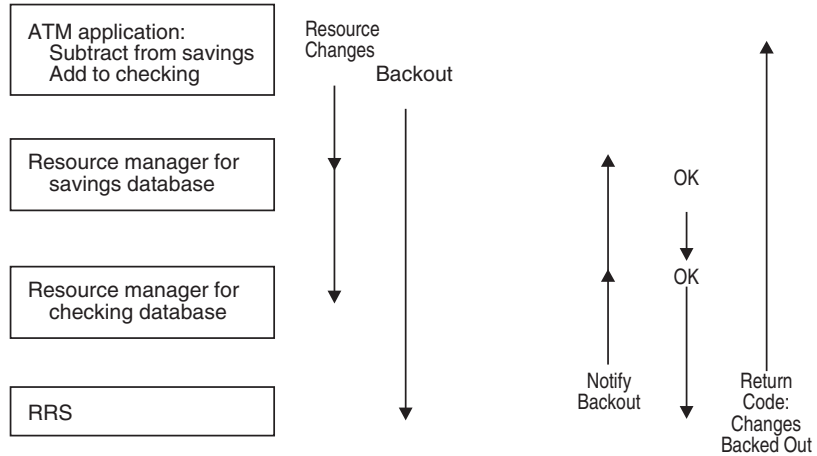 ATM application:
Subtract from savings
Add to checking
Resource
Changes
Backout
Resource manager for
savings database
OK
Resource manager for
checking database
OK
RRS
Notify
Backout
Return
Code:
Changes
Backed Out